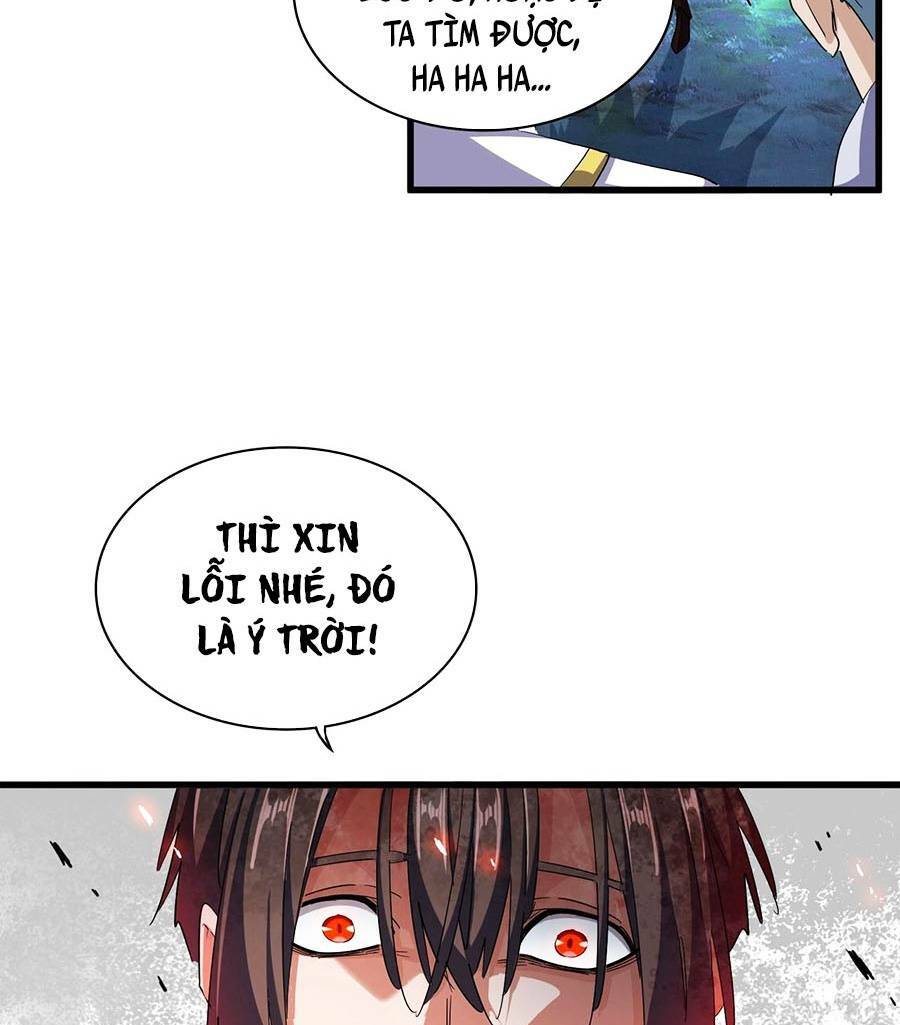 TA TÌM ĐƯỢC,
HA HA HA...
THÌ XIN
LỖI NHÉ, ĐÓ
LÀ Ý TRỜI!